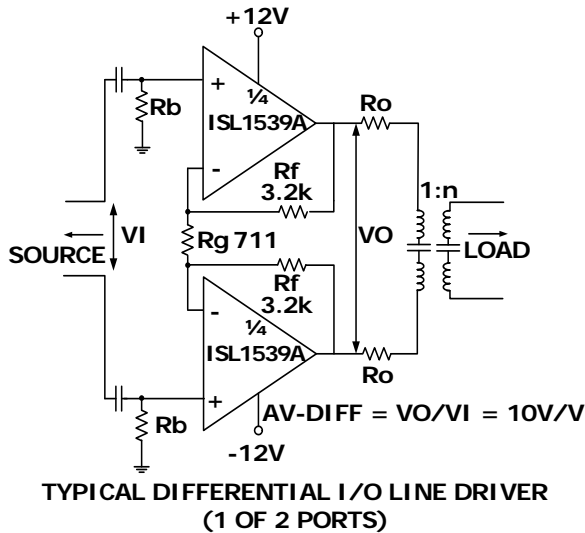 +12V
+
¼
ISL1539A
-
Rb
Ro
Rf
3.2k
1:n
VI
SOURCE
Rg 711
VO
LOAD
Rf
3.2k
-
¼
ISL1539A
+
Rb
Ro
AV-DIFF = VO/VI = 10V/V
-12V
TYPICAL DIFFERENTIAL I/O LINE DRIVER
(1 OF 2 PORTS)